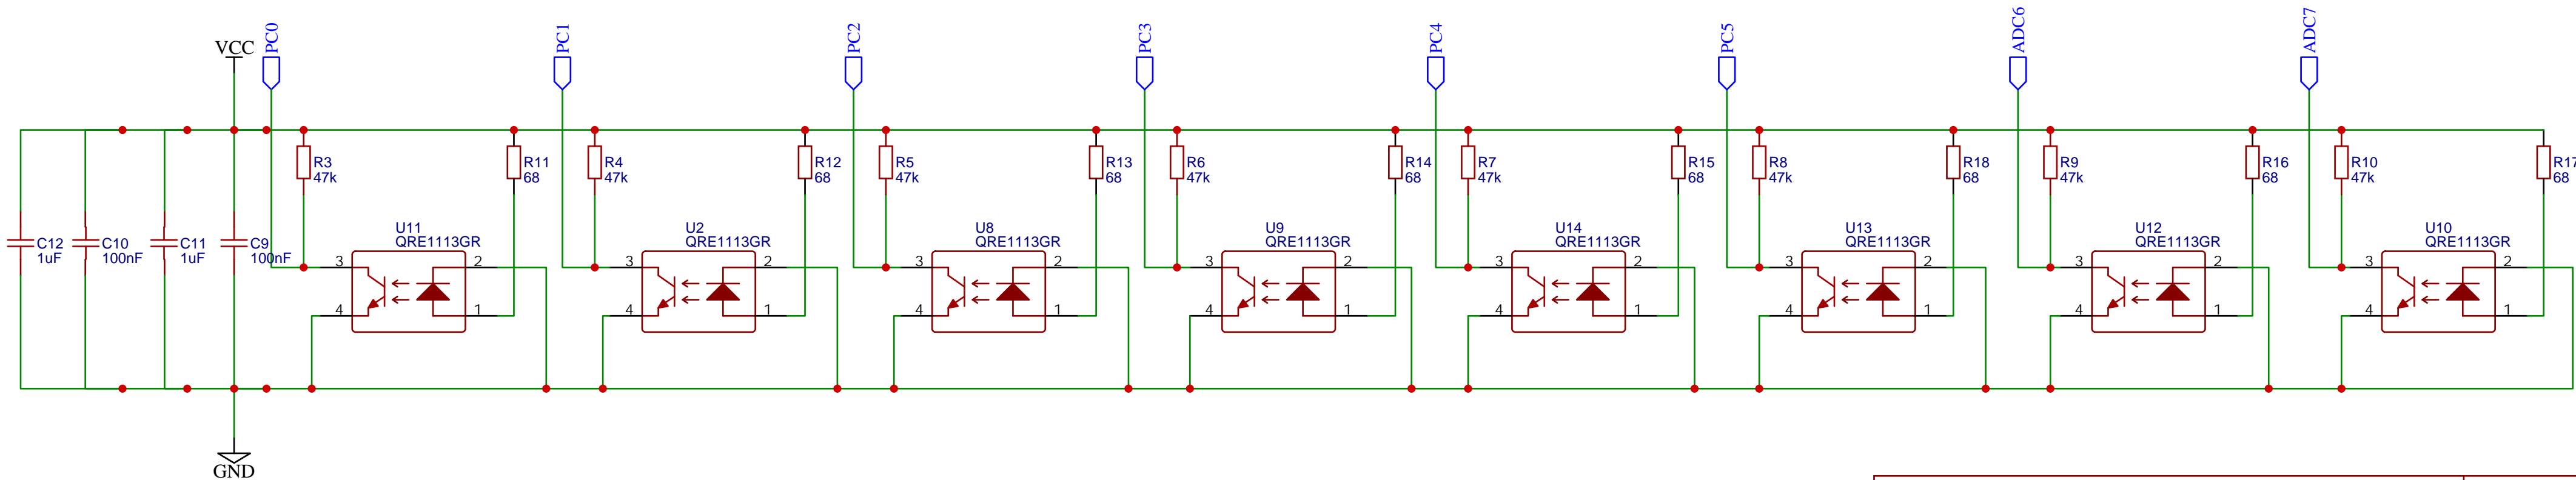 PC0
PC1
PC2
PC3
PC4
PC5
ADC6
ADC7
VCC
R3
47k
R11
68
R4
47k
R12
68
R5
47k
R13
68
R6
47k
R14
68
R7
47k
R15
68
R8
47k
R18
68
R9
47k
R16
68
R10
47k
R17
68
C12
1uF
C10
100nF
C11
1uF
C9
100nF
U11
QRE1113GR
3
2
4
1
U2
QRE1113GR
3
2
4
1
U8
QRE1113GR
3
2
4
1
U9
QRE1113GR
3
2
4
1
U14
QRE1113GR
3
2
4
1
U13
QRE1113GR
3
2
4
1
U12
QRE1113GR
3
2
4
1
U10
QRE1113GR
3
2
4
1
GND